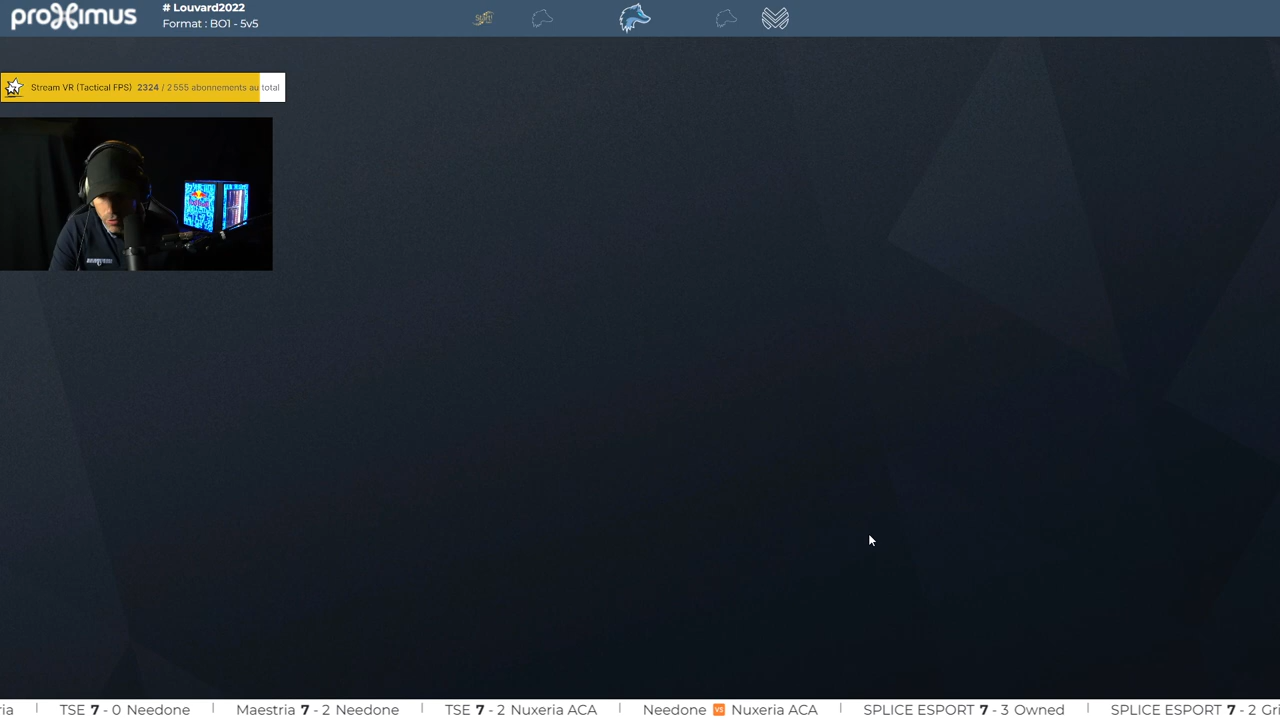 proximus
# Louvard2022
Format : BO1 - 5v5
Stream VR (Tactical FPS) 2324 / 2555 abonnements au total
Red Bull
ria | TSE 7 - 0 Needone | Maestria 7 - 2 Needone | TSE 7 - 2 Nuxeria ACA | Needone VS Nuxeria ACA | SPLICE ESPORT 7 - 3 Owned | SPLICE ESPORT 7 - 2 Gri